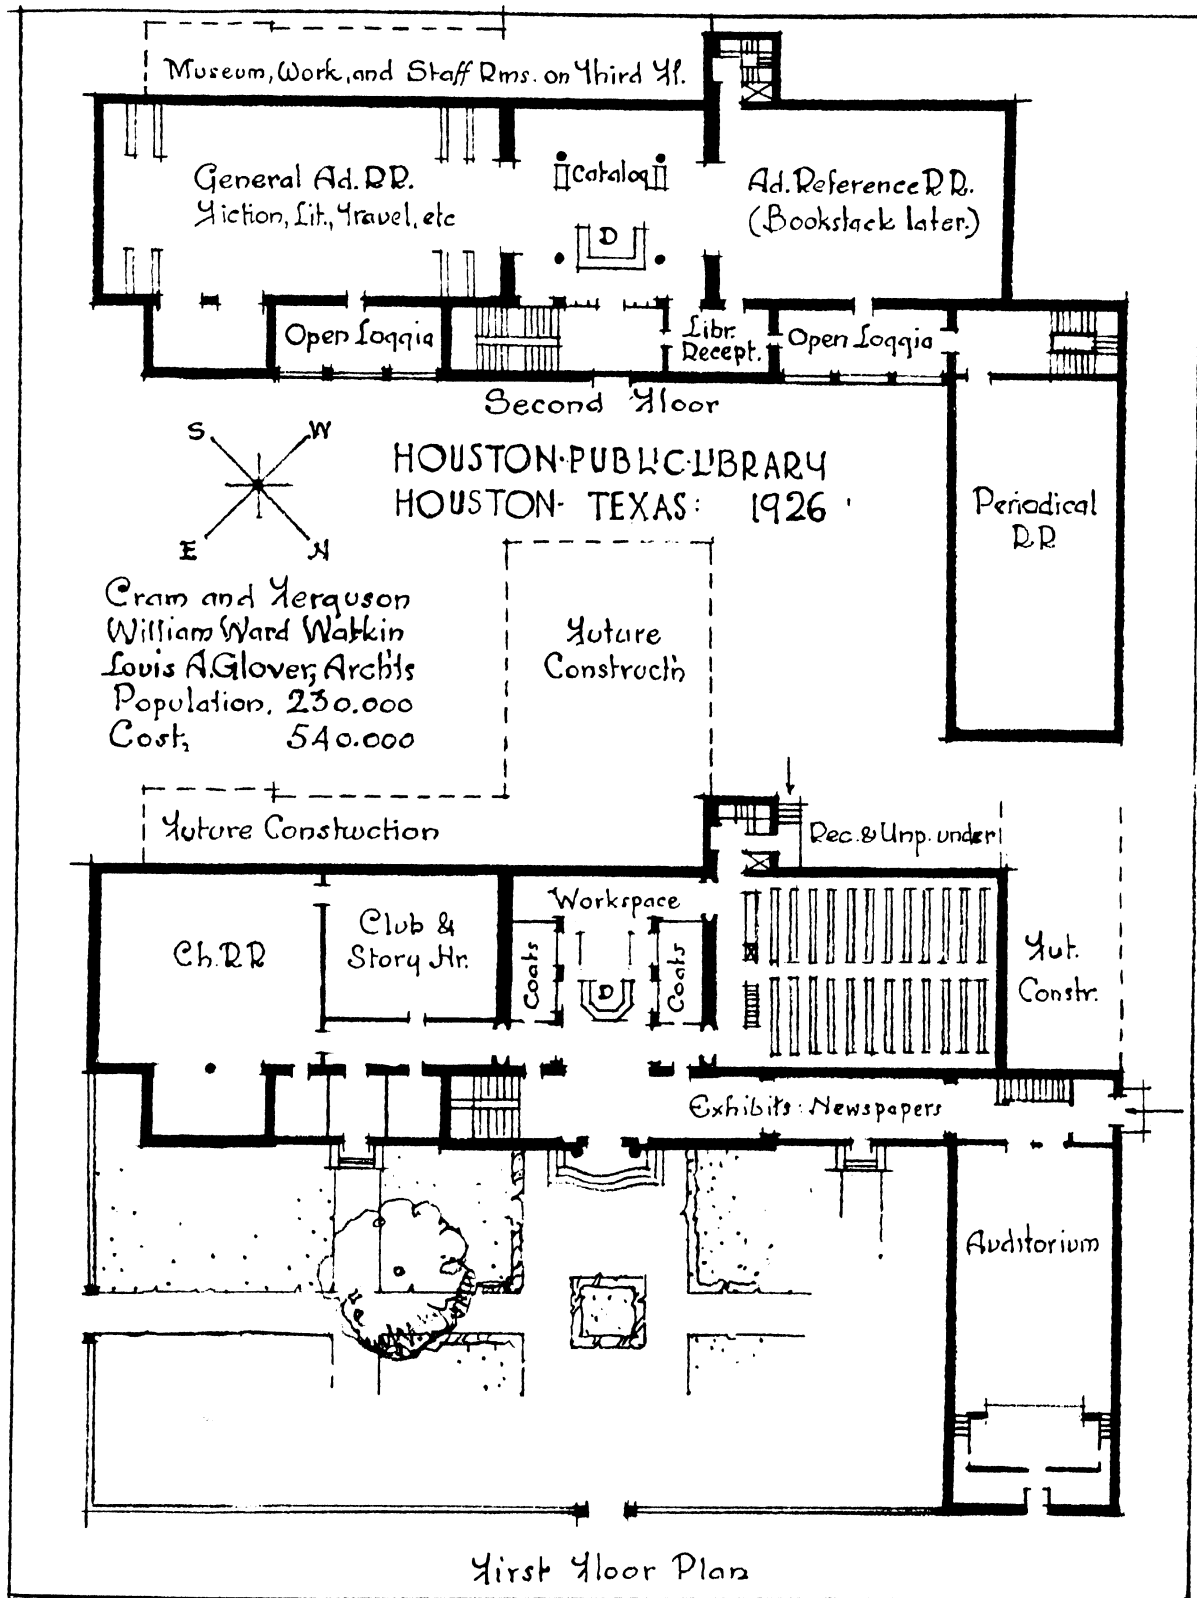 Museum, Work, and Staff Rms. on Third Fl.
General Ad. R.R.
Fiction, Lit., Travel, etc
Catalog
D
Ad. Reference R.R.
(Bookstack later.)
Open Loggia
Libr.
Recept.
Open Loggia
Second Floor
S
W
E
N
HOUSTON·PUBLIC·LIBRARY
HOUSTON- TEXAS: 1926
Periodical
R.R.
Cram and Ferguson
William Ward Watkin
Louis A. Glover, Archts
Population, 230.000
Cost, 540.000
Future
Construct'n
Future Construction
Rec. & Unp. under
Ch. R.R
Club &
Story Hr.
Workspace
Coats
D
Coats
Fut.
Constr.
Exhibits: Newspapers
Auditorium
First Floor Plan